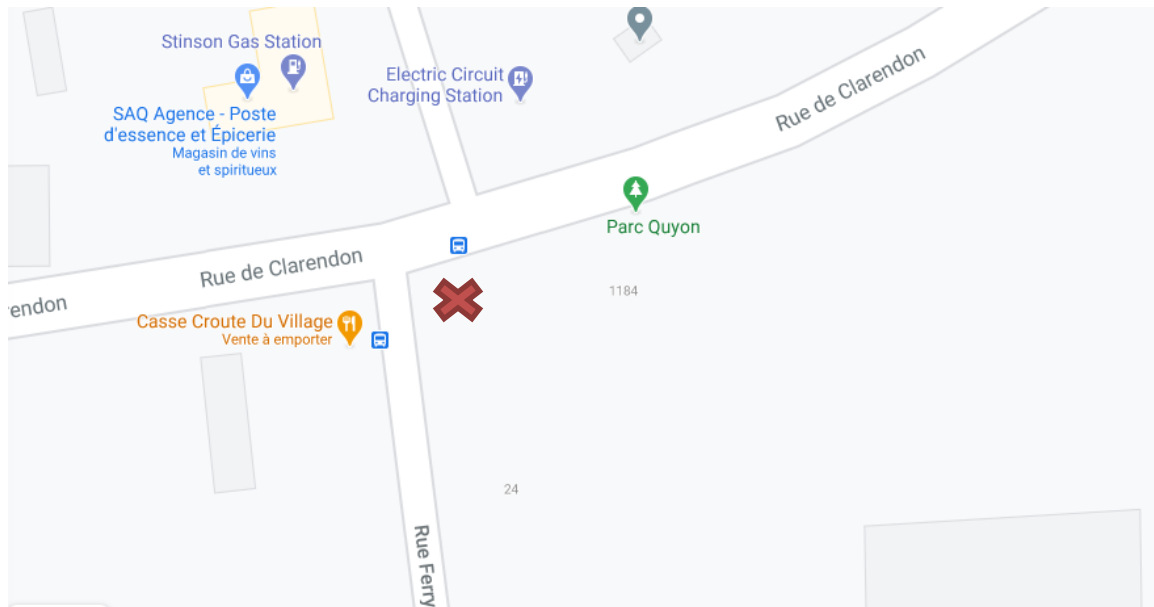 Stinson Gas Station
Electric Circuit
Charging Station
SAQ Agence - Poste
d'essence et Épicerie
Magasin de vins
et spiritueux
Rue de Clarendon
Parc Quyon
Rue de Clarendon
1184
rendon
Casse Croute Du Village
Vente à emporter
24
Rue Ferry